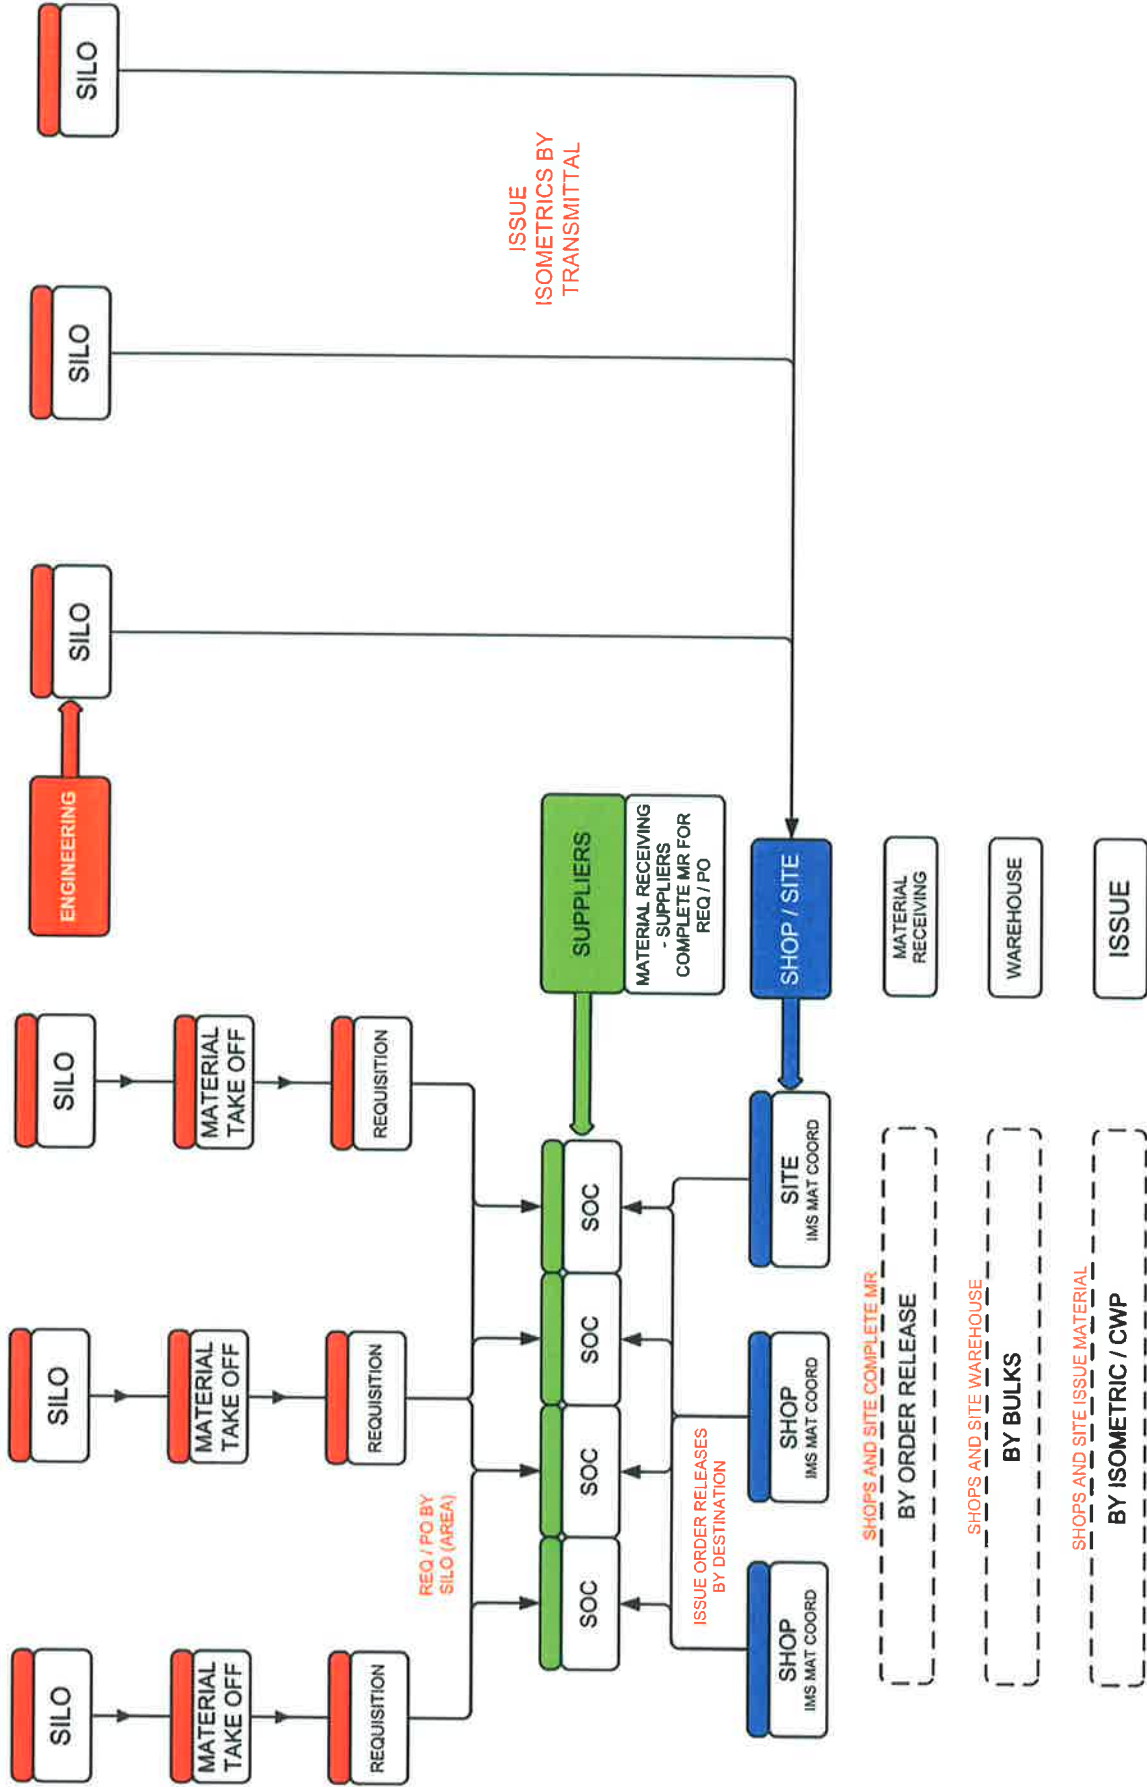 SILO
SILO
SILO
ENGINEERING
SILO
SILO
SILO
MATERIAL
TAKE OFF
MATERIAL
TAKE OFF
MATERIAL
TAKE OFF
REQUISITION
REQUISITION
REQUISITION
REQ / PO BY
SILO (AREA)
ISSUE
ISOMETRICS BY
TRANSMITTAL
SOC
SOC
SOC
SOC
SUPPLIERS
MATERIAL RECEIVING
- SUPPLIERS
COMPLETE MR FOR
REQ / PO
ISSUE ORDER RELEASES
BY DESTINATION
SHOP
IMS MAT COORD
SHOP
IMS MAT COORD
SITE
IMS MAT COORD
SHOP / SITE
SHOPS AND SITE COMPLETE MR
BY ORDER RELEASE
MATERIAL
RECEIVING
SHOPS AND SITE WAREHOUSE
BY BULKS
WAREHOUSE
SHOPS AND SITE ISSUE MATERIAL
BY ISOMETRIC / CWP
ISSUE